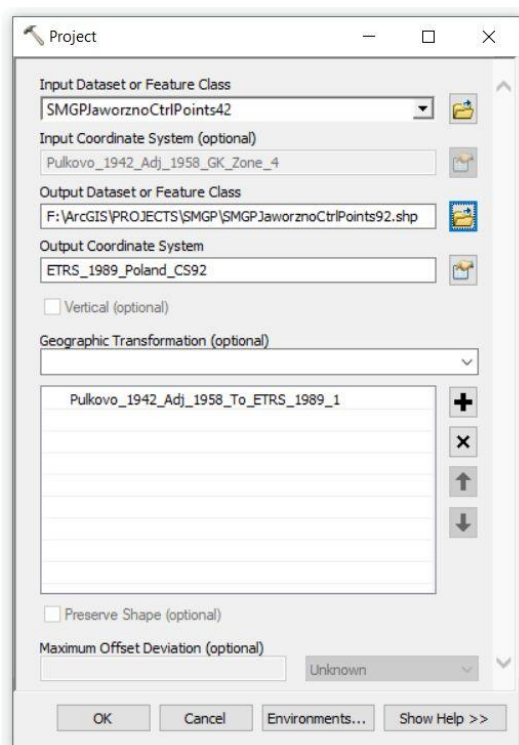 Project
Input Dataset or Feature Class
SMGPJaworznoCtrlPoints42
Input Coordinate System (optional)
Pulkovo_1942_Adj_1958_GK_Zone_4
Output Dataset or Feature Class
F:\ArcGIS\PROJECTS\SMGP\SMGPJaworznoCtrlPoints92.shp
Output Coordinate System
ETRS_1989_Poland_CS92
Vertical (optional)
Geographic Transformation (optional)
Pulkovo_1942_Adj_1958_To_ETRS_1989_1
Preserve Shape (optional)
Maximum Offset Deviation (optional)
Unknown
OK Cancel Environments... Show Help >>